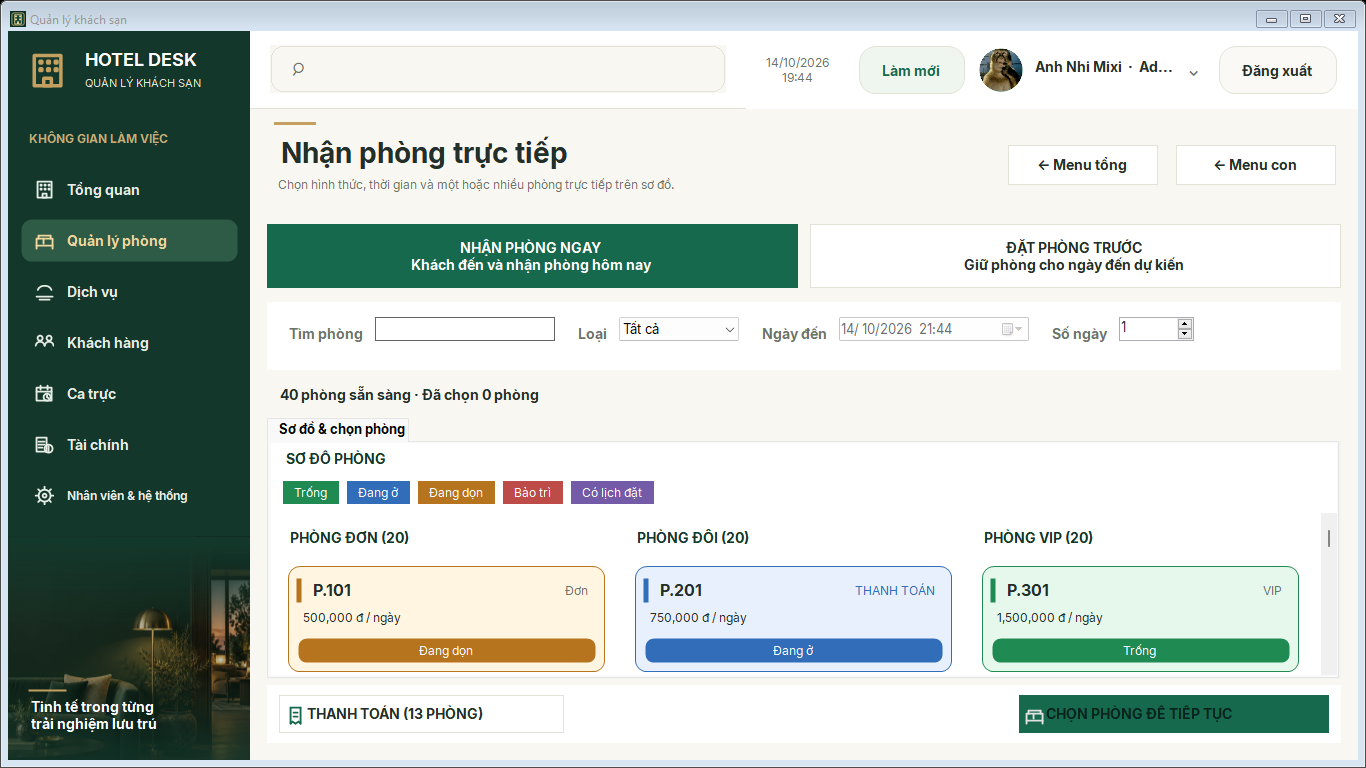 Quản lý khách sạn
HOTEL DESK
QUẢN LÝ KHÁCH SẠN
14/10/2026
19:44
Làm mới
Anh Nhi Mixi · Ad...
Đăng xuất
KHÔNG GIAN LÀM VIỆC
Tổng quan
Quản lý phòng
Dịch vụ
Khách hàng
Ca trực
Tài chính
Nhân viên & hệ thống
Tinh tế trong từng
trải nghiệm lưu trú
Nhận phòng trực tiếp
Chọn hình thức, thời gian và một hoặc nhiều phòng trực tiếp trên sơ đồ.
← Menu tổng
← Menu con
NHẬN PHÒNG NGAY
Khách đến và nhận phòng hôm nay
ĐẶT PHÒNG TRƯỚC
Giữ phòng cho ngày đến dự kiến
Tìm phòng
Loại
Tất cả
Ngày đến
14/ 10/2026 21:44
Số ngày
1
40 phòng sẵn sàng · Đã chọn 0 phòng
Sơ đồ & chọn phòng
SƠ ĐỒ PHÒNG
Trống
Đang ở
Đang dọn
Bảo trì
Có lịch đặt
PHÒNG ĐƠN (20)
PHÒNG ĐÔI (20)
PHÒNG VIP (20)
P.101
Đơn
500,000 đ / ngày
Đang dọn
P.201
THANH TOÁN
750,000 đ / ngày
Đang ở
P.301
VIP
1,500,000 đ / ngày
Trống
THANH TOÁN (13 PHÒNG)
CHỌN PHÒNG ĐỂ TIẾP TỤC